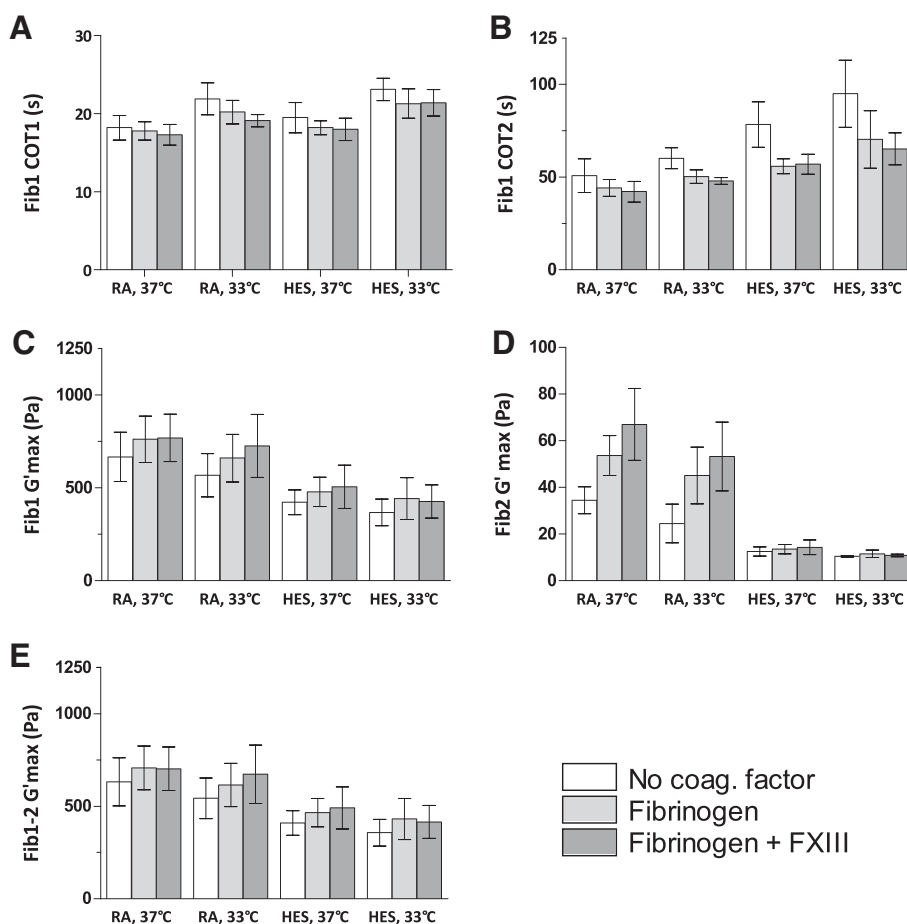 A
Fib1 COT1 (s)
30
20
10
0
RA, 37°C
RA, 33°C
HES, 37°C
HES, 33°C
B
Fib1 COT2 (s)
125
100
50
0
RA, 37°C
RA, 33°C
HES, 37°C
HES, 33°C
C
Fib1 G'max (Pa)
1250
1000
500
0
RA, 37°C
RA, 33°C
HES, 37°C
HES, 33°C
D
Fib2 G' max (Pa)
100
80
60
40
20
0
RA, 37°C
RA, 33°C
HES, 37°C
HES, 33°C
E
Fib1-2 G'max (Pa)
1250
1000
500
0
RA, 37°C
RA, 33°C
HES, 37°C
HES, 33°C
No coag. factor
Fibrinogen
Fibrinogen + FXIII